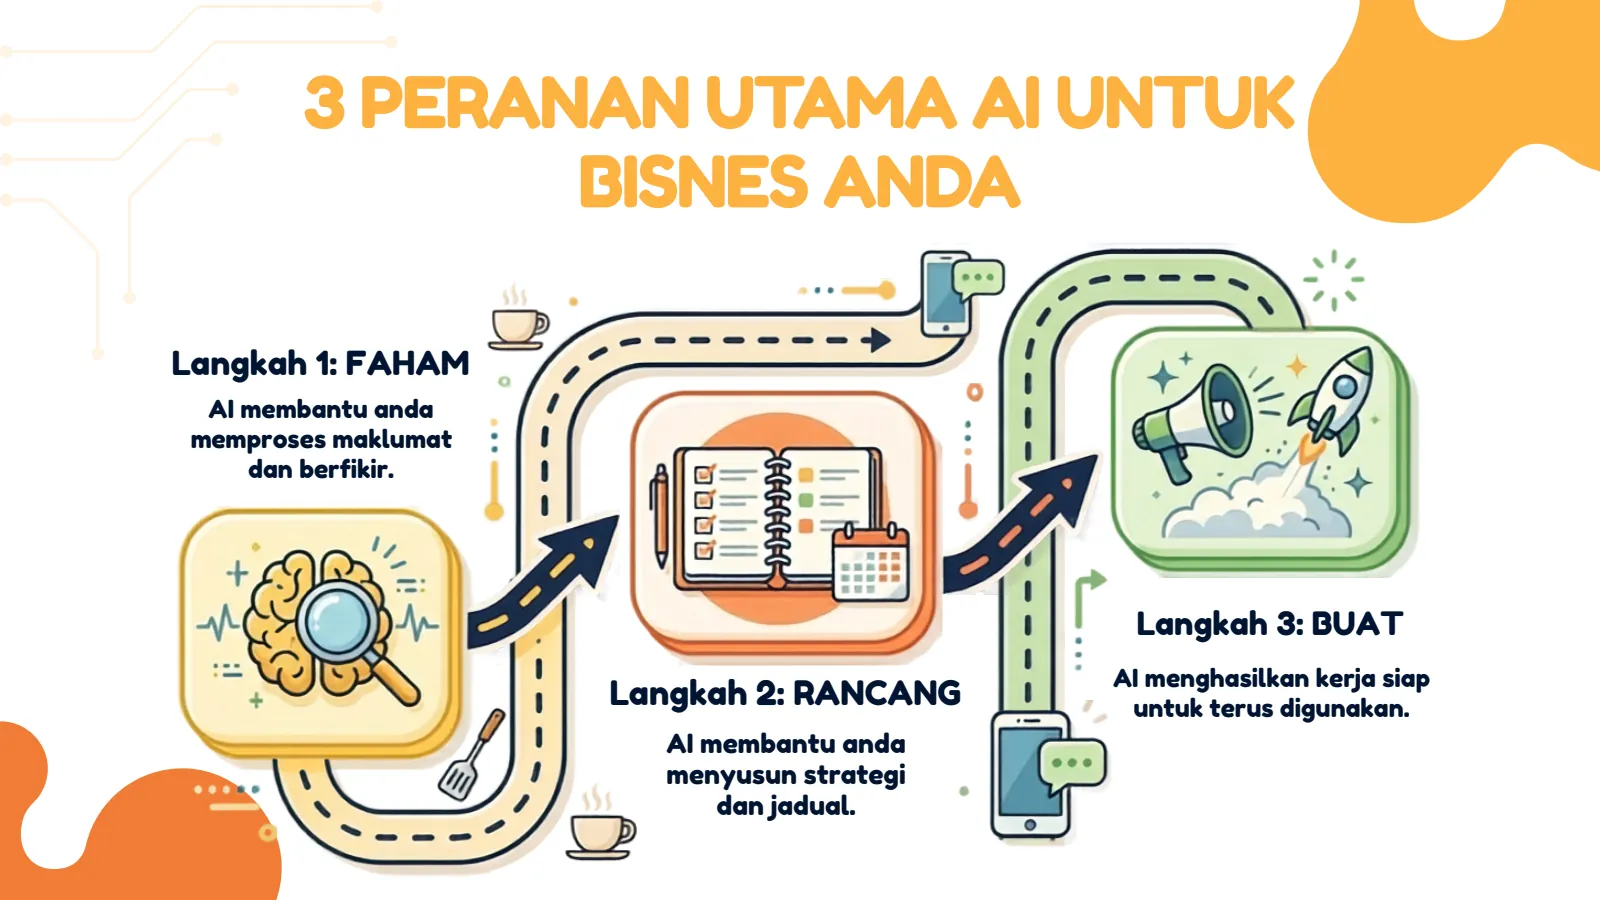 3 PERANAN UTAMA AI UNTUK
BISNES ANDA
Langkah 1: FAHAM
AI membantu anda
memproses maklumat
dan berfikir.
Langkah 2: RANCANG
AI membantu anda
menyusun strategi
dan jadual.
Langkah 3: BUAT
AI menghasilkan kerja siap
untuk terus digunakan.